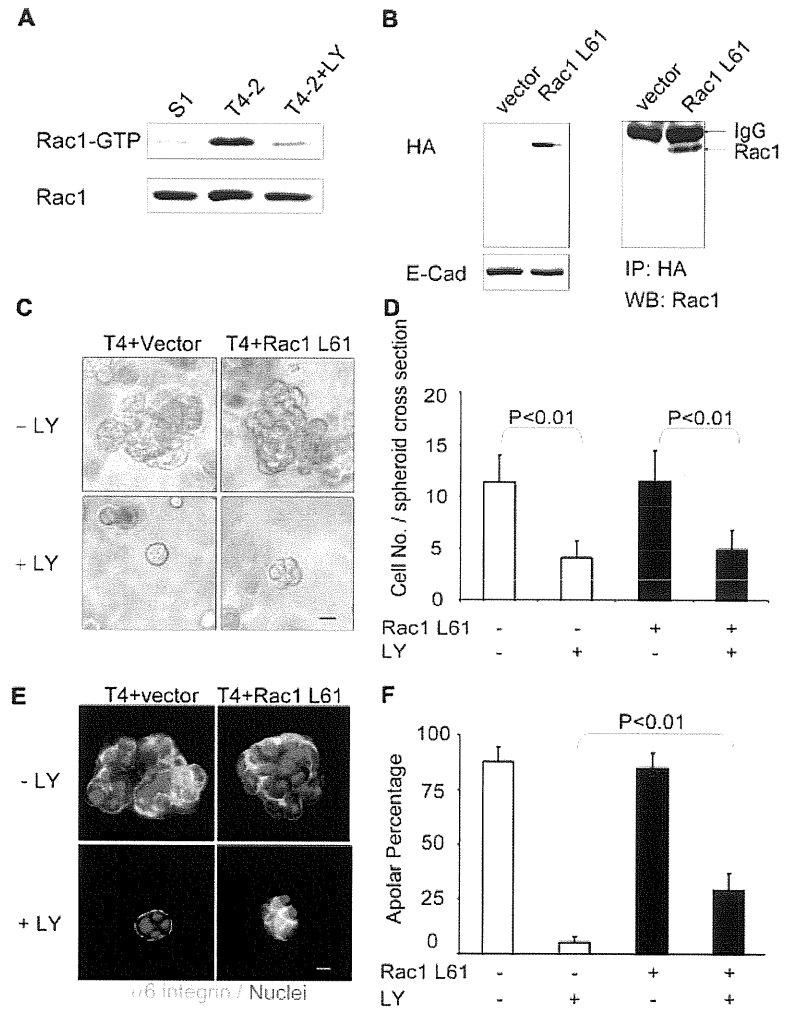 A
S1 T4-2 T4-2+LY
Rac1-GTP
Rac1
B
vector Rac1 L61
HA
E-Cad
vector Rac1 L61
IgG
Rac1
IP: HA
WB: Rac1
C
T4+Vector T4+Rac1 L61
- LY
+ LY
D
Cell No. / spheroid cross section
20
15
10
5
0
P<0.01 P<0.01
Rac1 L61 - - + +
LY - + - +
E
T4+vector T4+Rac1 L61
- LY
+ LY
α6 integrin / Nuclei
F
Apolar Percentage
100
75
50
25
0
P<0.01
Rac1 L61 - - + +
LY - + - +